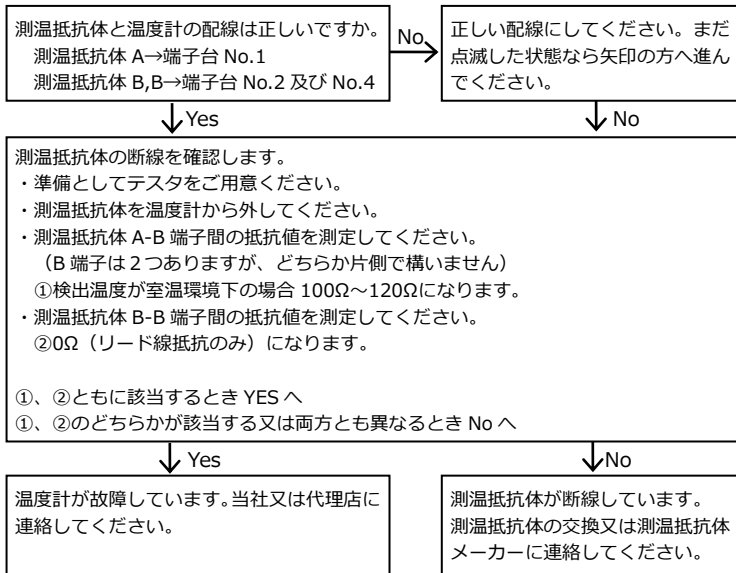 測温抵抗体と温度計の配線は正しいですか。
測温抵抗体 A→端子台 No.1
測温抵抗体 B,B→端子台 No.2 及び No.4
No
正しい配線にしてください。まだ
点滅した状態なら矢印の方へ進ん
でください。
Yes
No
測温抵抗体の断線を確認します。
・準備としてテスタをご用意ください。
・測温抵抗体を温度計から外してください。
・測温抵抗体 A-B 端子間の抵抗値を測定してください。
（B 端子は２つありますが、どちらか片側で構いません）
①検出温度が室温環境下の場合 100Ω～120Ωになります。
・測温抵抗体 B-B 端子間の抵抗値を測定してください。
②0Ω（リード線抵抗のみ）になります。
①、②ともに該当するとき YES へ
①、②のどちらかが該当する又は両方とも異なるとき No へ
Yes
No
温度計が故障しています。当社又は代理店に
連絡してください。
測温抵抗体が断線しています。
測温抵抗体の交換又は測温抵抗体
メーカーに連絡してください。